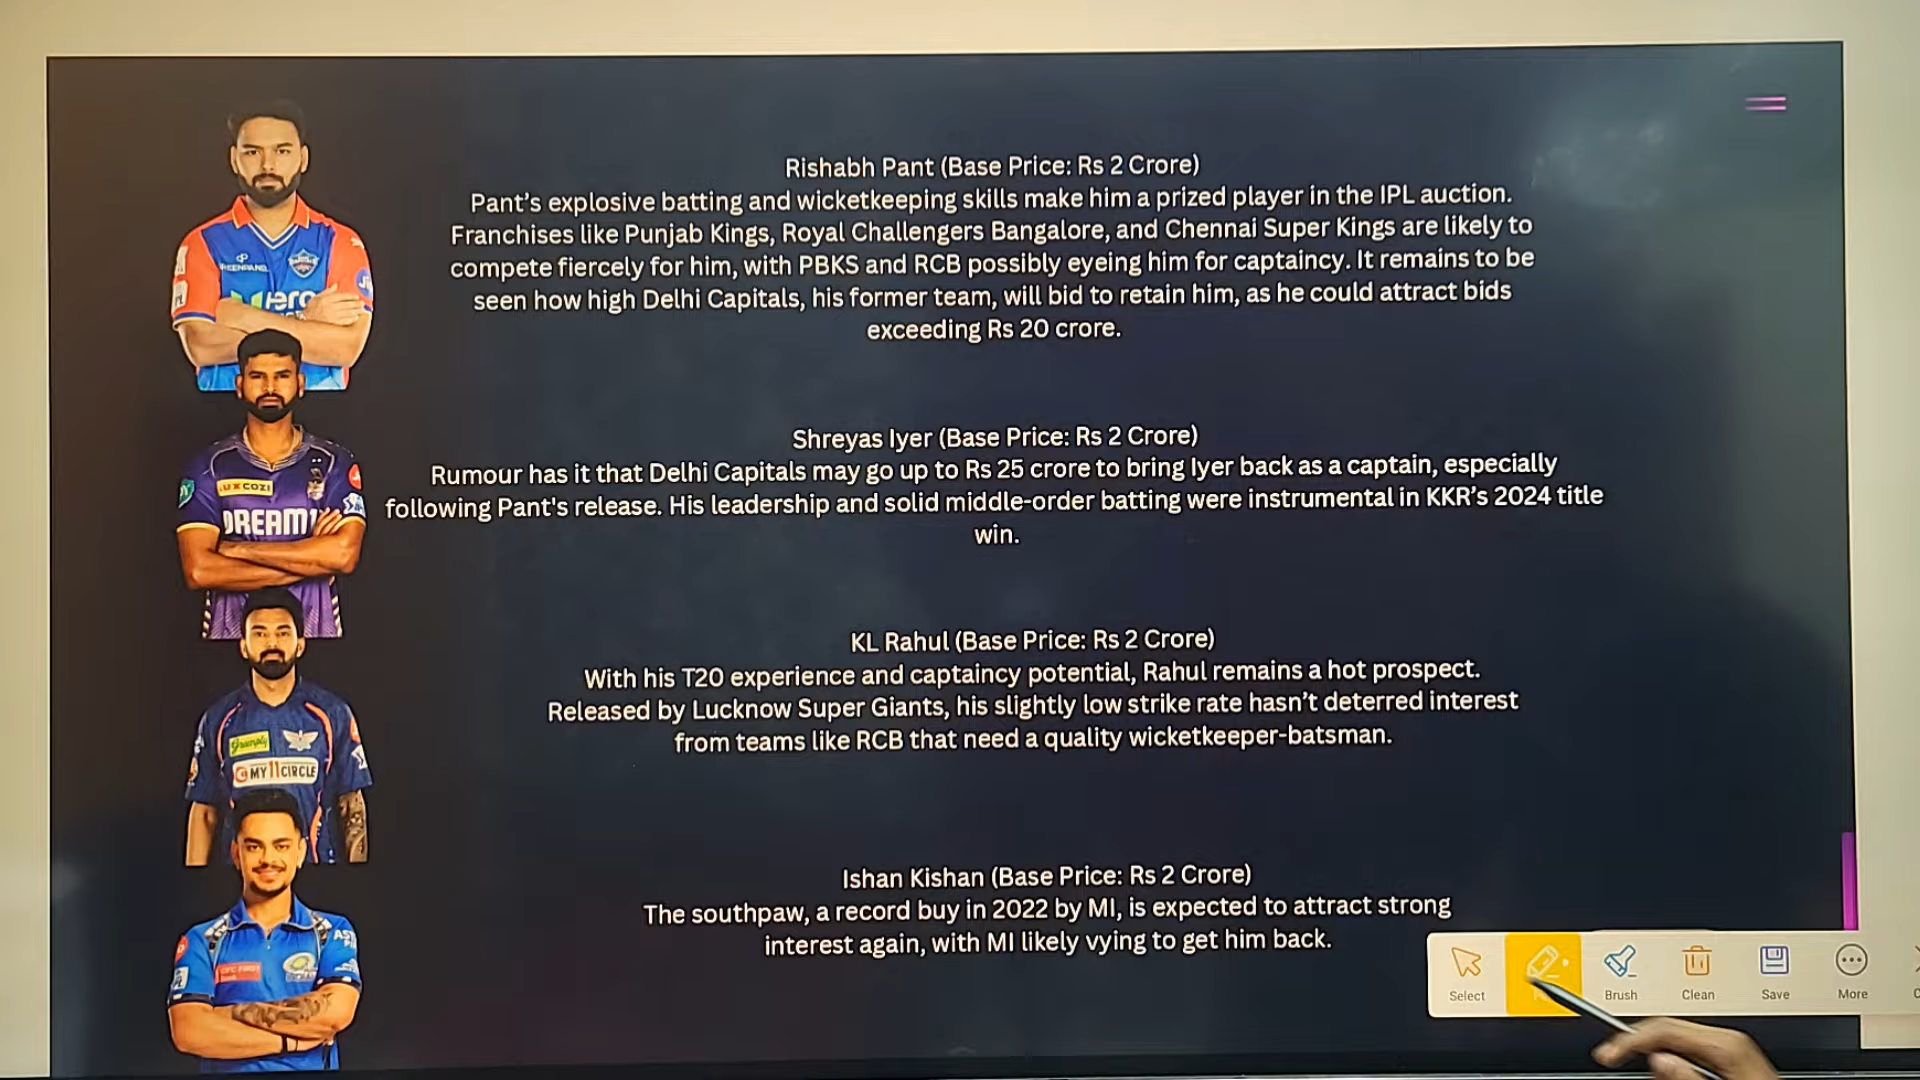 Rishabh Pant (Base Price: Rs 2 Crore)
Pant's explosive batting and wicketkeeping skills make him a prized player in the IPL auction.
Franchises like Punjab Kings, Royal Challengers Bangalore, and Chennai Super Kings are likely to
compete fiercely for him, with PBKS and RCB possibly eyeing him for captaincy. It remains to be
seen how high Delhi Capitals, his former team, will bid to retain him, as he could attract bids
exceeding Rs 20 crore.
Shreyas Iyer (Base Price: Rs 2 Crore)
Rumour has it that Delhi Capitals may go up to Rs 25 crore to bring Iyer back as a captain, especially
following Pant's release. His leadership and solid middle-order batting were instrumental in KKR's 2024 title
win.
LUX COZI
DREAM11
KL Rahul (Base Price: Rs 2 Crore)
With his T20 experience and captaincy potential, Rahul remains a hot prospect.
Released by Lucknow Super Giants, his slightly low strike rate hasn't deterred interest
from teams like RCB that need a quality wicketkeeper-batsman.
Greenply
MY11CIRCLE
Ishan Kishan (Base Price: Rs 2 Crore)
The southpaw, a record buy in 2022 by MI, is expected to attract strong
interest again, with MI likely vying to get him back.
Select
Brush
Clean
Save
More